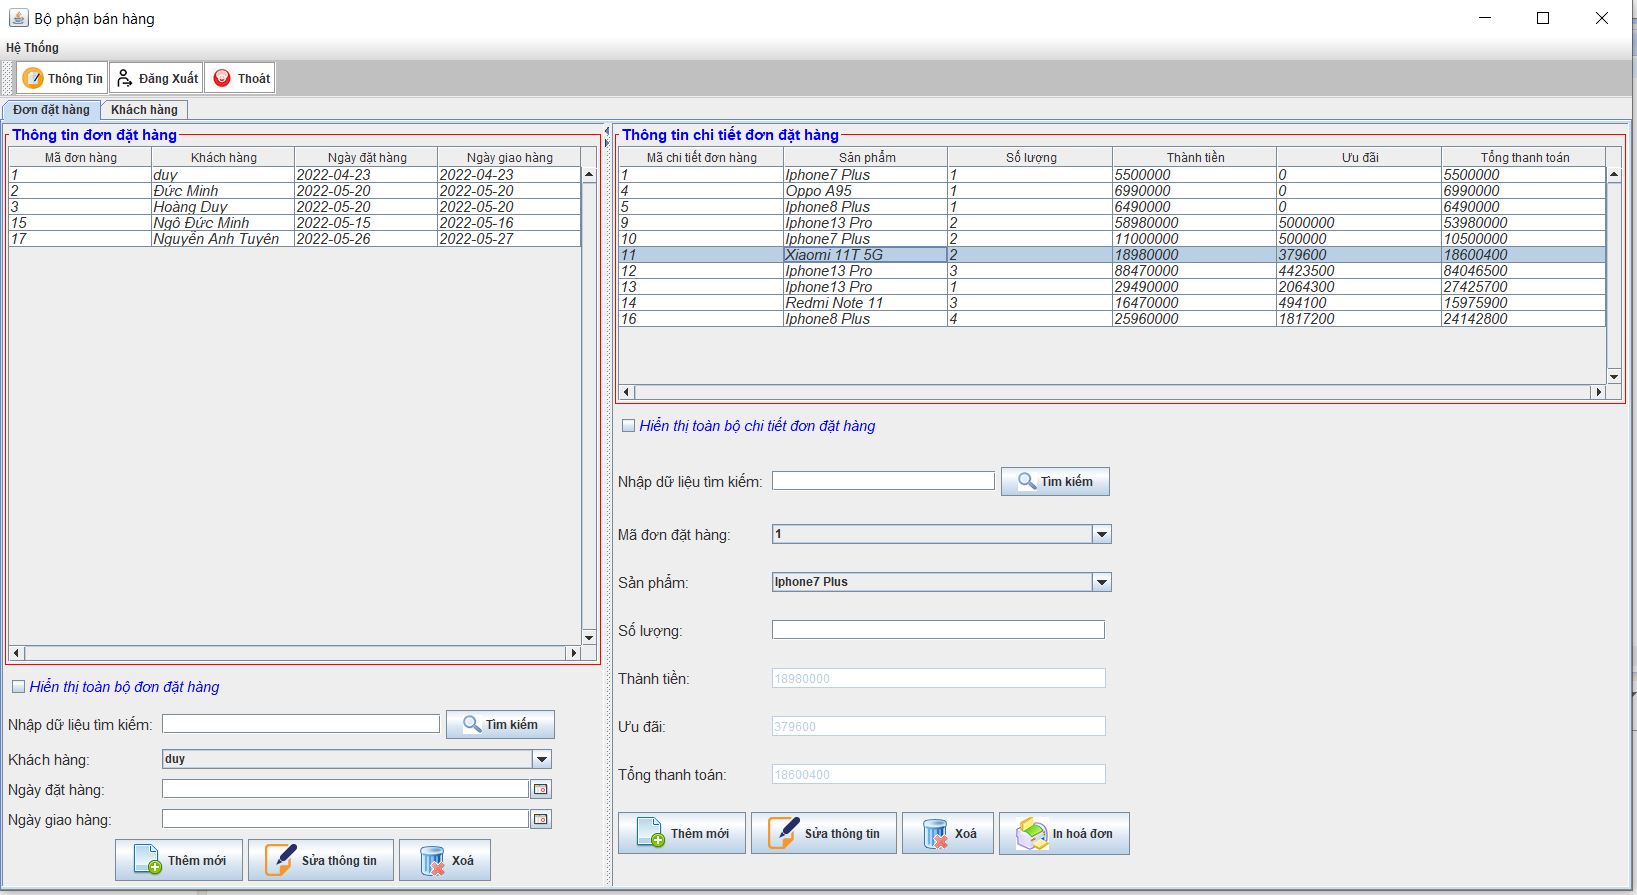 Bộ phận bán hàng
Hệ Thống
Thông Tin Đăng Xuất Thoát
Đơn đặt hàng Khách hàng
Thông tin đơn đặt hàng
Mã đơn hàng Khách hàng Ngày đặt hàng Ngày giao hàng
1 duy 2022-04-23 2022-04-23
2 Đức Minh 2022-05-20 2022-05-20
3 Hoàng Duy 2022-05-20 2022-05-20
15 Ngô Đức Minh 2022-05-15 2022-05-16
17 Nguyễn Anh Tuyên 2022-05-26 2022-05-27
Hiển thị toàn bộ đơn đặt hàng
Nhập dữ liệu tìm kiếm: Tìm kiếm
Khách hàng: duy
Ngày đặt hàng:
Ngày giao hàng:
Thêm mới Sửa thông tin Xoá
Thông tin chi tiết đơn đặt hàng
Mã chi tiết đơn hàng Sản phẩm Số lượng Thành tiền Ưu đãi Tổng thanh toán
1 Iphone7 Plus 1 5500000 0 5500000
4 Oppo A95 1 6990000 0 6990000
5 Iphone8 Plus 1 6490000 0 6490000
9 Iphone13 Pro 2 58980000 5000000 53980000
10 Iphone7 Plus 2 11000000 500000 10500000
11 Xiaomi 11T 5G 2 18980000 379600 18600400
12 Iphone13 Pro 3 88470000 4423500 84046500
13 Iphone13 Pro 1 29490000 2064300 27425700
14 Redmi Note 11 3 16470000 494100 15975900
16 Iphone8 Plus 4 25960000 1817200 24142800
Hiển thị toàn bộ chi tiết đơn đặt hàng
Nhập dữ liệu tìm kiếm: Tìm kiếm
Mã đơn đặt hàng: 1
Sản phẩm: Iphone7 Plus
Số lượng:
Thành tiền: 18980000
Ưu đãi: 379600
Tổng thanh toán: 18600400
Thêm mới Sửa thông tin Xoá In hoá đơn